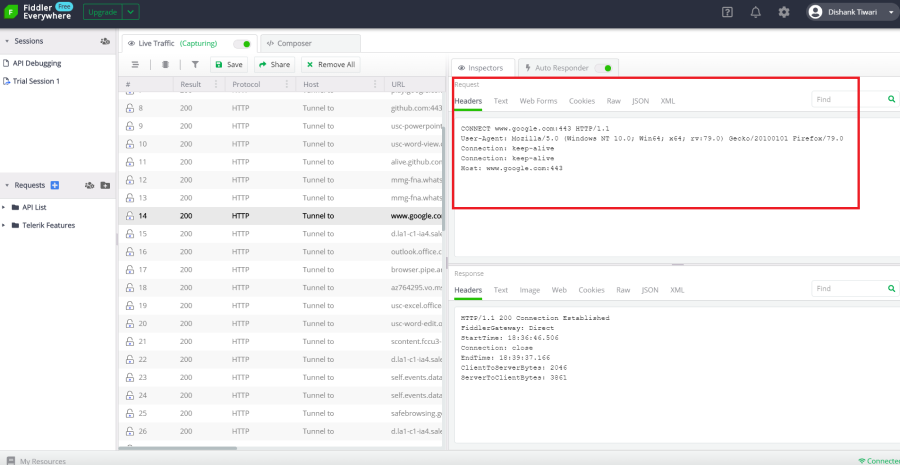 Fiddler Everywhere
Free
Upgrade
Dishank Tiwari
Sessions
API Debugging
Trial Session 1
Requests
API List
Telerik Features
My Resources
Live Traffic (Capturing)
Composer
Save
Share
Remove All
# Result Protocol Host URL
8 200 HTTP Tunnel to github.com:443
9 200 HTTP Tunnel to usc-powerpoint
10 200 HTTP Tunnel to usc-word-view.
11 200 HTTP Tunnel to alive.github.com
12 200 HTTP Tunnel to mmg-fna.whats
13 200 HTTP Tunnel to mmg-fna.whats
14 200 HTTP Tunnel to www.google.co
15 200 HTTP Tunnel to d.la1-c1-ia4.sale
16 200 HTTP Tunnel to outlook.office.c
17 200 HTTP Tunnel to browser.pipe.a
18 200 HTTP Tunnel to az764295.vo.ms
19 200 HTTP Tunnel to usc-excel.office
20 200 HTTP Tunnel to usc-word-edit.o
21 200 HTTP Tunnel to scontent.fccu3-
22 200 HTTP Tunnel to d.la1-c1-ia4.sale
23 200 HTTP Tunnel to self.events.data
24 200 HTTP Tunnel to self.events.data
25 200 HTTP Tunnel to safebrowsing.g
26 200 HTTP Tunnel to d.la1-c1-ia4.sale
Inspectors
Auto Responder
Request
Headers Text Web Forms Cookies Raw JSON XML
Find
CONNECT www.google.com:443 HTTP/1.1
User-Agent: Mozilla/5.0 (Windows NT 10.0; Win64; x64; rv:79.0) Gecko/20100101 Firefox/79.0
Connection: keep-alive
Connection: keep-alive
Host: www.google.com:443
Response
Headers Text Image Web Cookies Raw JSON XML
Find
HTTP/1.1 200 Connection Established
FiddlerGateway: Direct
StartTime: 18:36:46.506
Connection: close
EndTime: 18:39:37.166
ClientToServerBytes: 2046
ServerToClientBytes: 3861
Connected